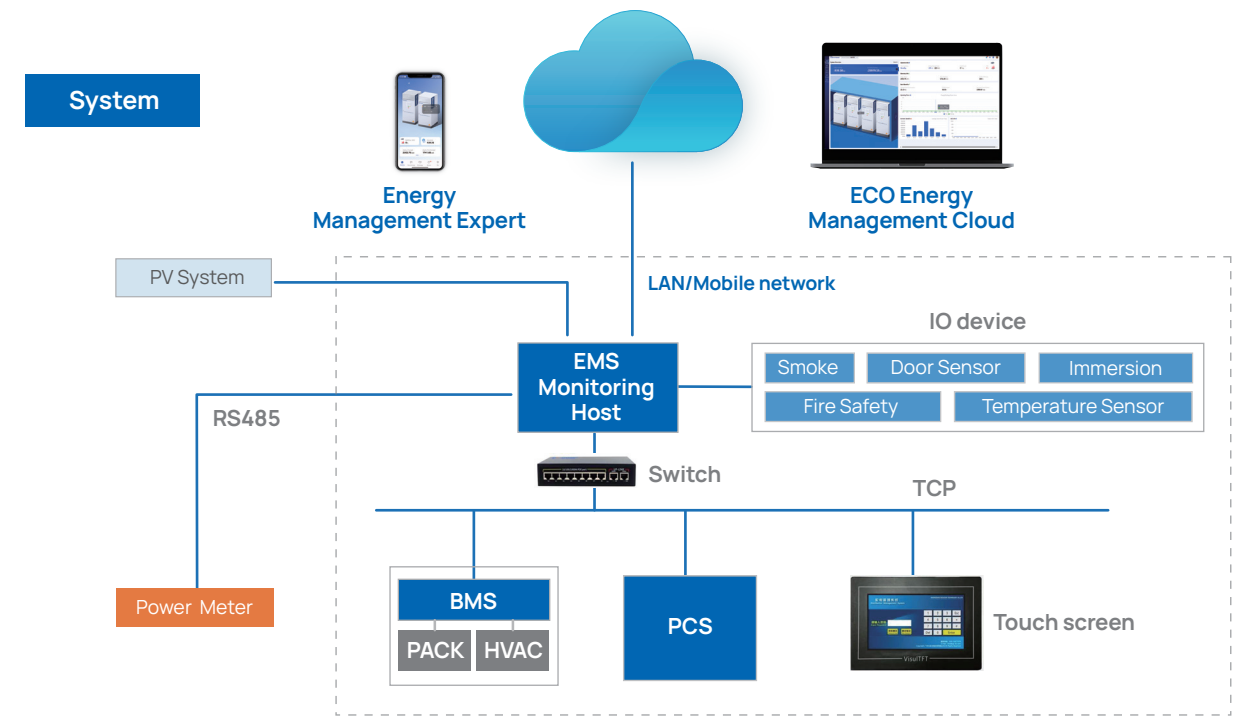 System
Energy
Management Expert
ECO Energy
Management Cloud
PV System
LAN/Mobile network
IO device
Smoke
Door Sensor
Immersion
Fire Safety
Temperature Sensor
EMS
Monitoring
Host
RS485
Switch
TCP
Power Meter
BMS
PACK
HVAC
PCS
Touch screen
VisulTFT